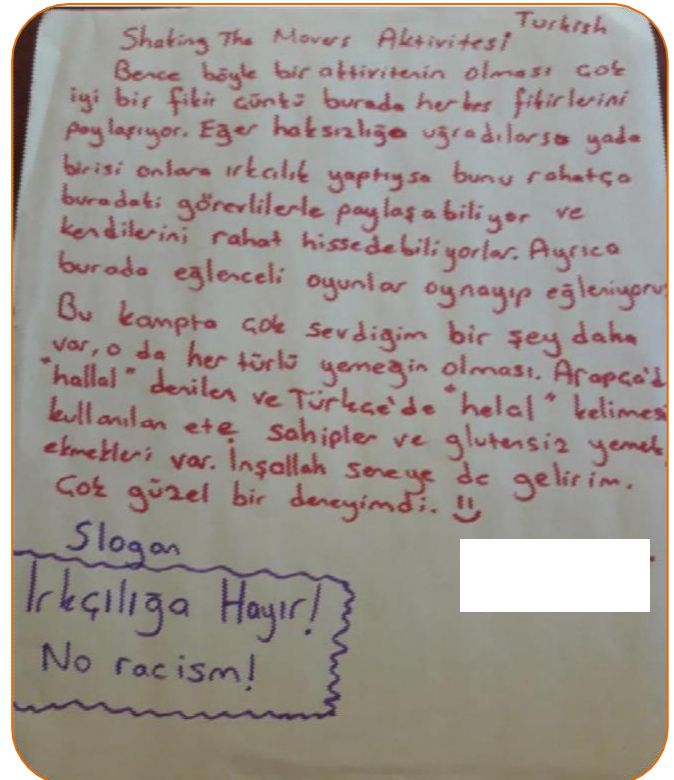 Turkish
Shaking The Movers Aktivitesi
Bence böyle bir aktivitenin olması çok
iyi bir fikir çünkü burada herkes fikirlerini
paylaşıyor. Eğer haksızlığa uğradılarsa yada
birisi onlara ırkcılık yaptıysa bunu rahatça
buradaki görevlilerle paylaşabiliyor ve
kendilerini rahat hissedebiliyorlar. Ayrıca
burada eğlenceli oyunlar oynayıp eğleniyoru
Bu kampta çok sevdiğim bir şey daha
var, o da her türlü yemeğin olması. Arapça'd
"hallal" denilen ve Türkçe'de "helal" kelimesi
kullanılan ete sahipler ve glutensiz yemek,
ekmekleri var. İnşallah seneye de gelirim.
Çok güzel bir deneyimdi.
Slogan
Irkçılığa Hayır!
No racism!